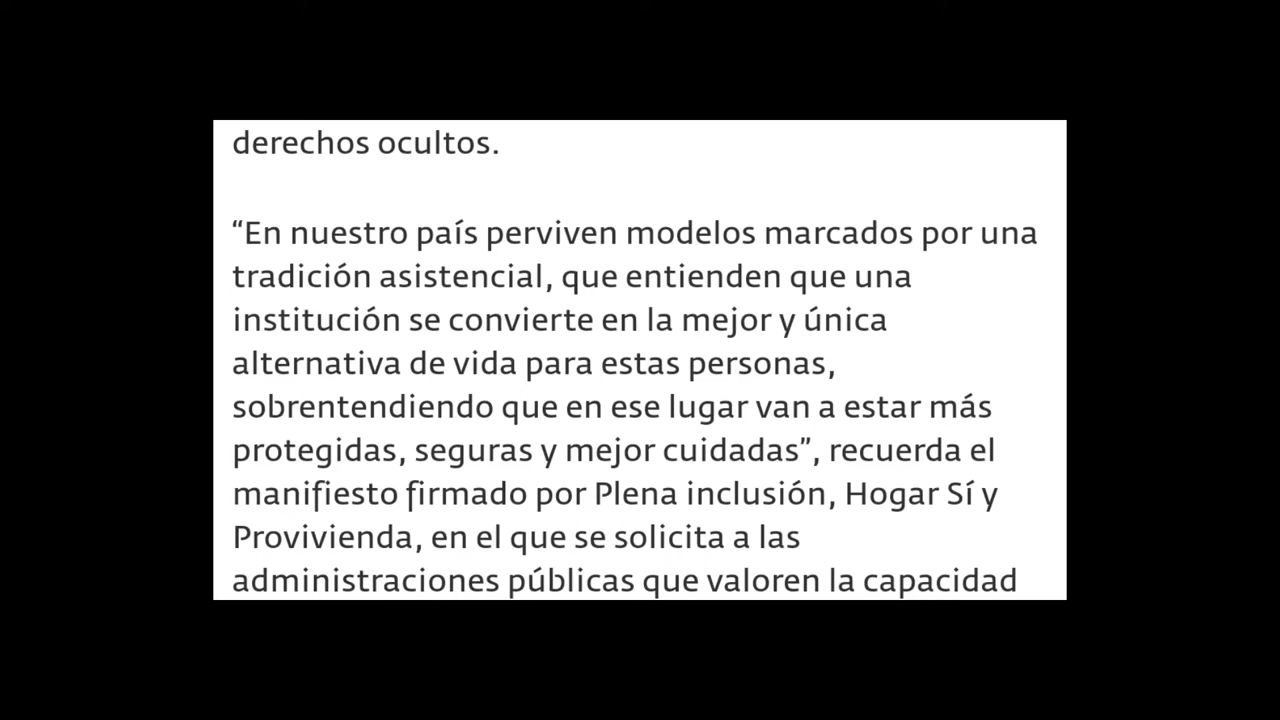 derechos ocultos.
“En nuestro país perviven modelos marcados por una
tradición asistencial, que entienden que una
institución se convierte en la mejor y única
alternativa de vida para estas personas,
sobrentendiendo que en ese lugar van a estar más
protegidas, seguras y mejor cuidadas”, recuerda el
manifiesto firmado por Plena inclusión, Hogar Sí y
Provivienda, en el que se solicita a las
administraciones públicas que valoren la capacidad